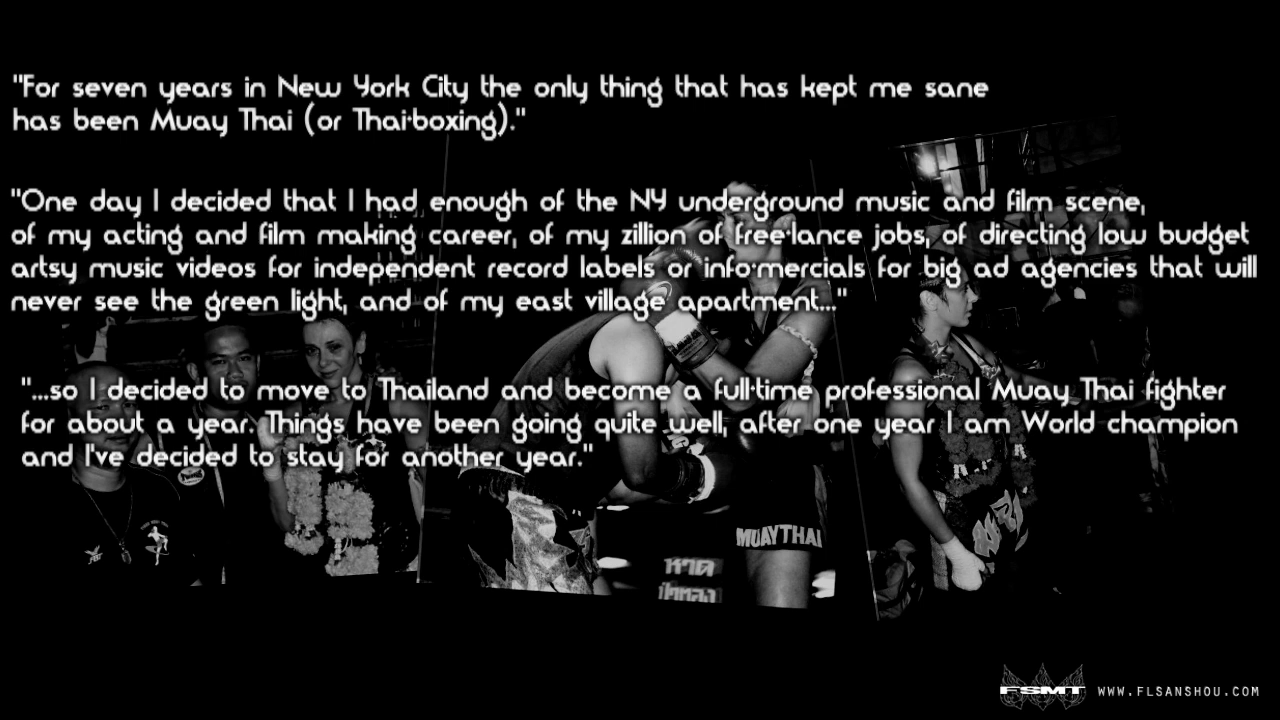 "For seven years in New York City the only thing that has kept me sane
has been Muay Thai (or Thai-boxing)."
"One day I decided that I had enough of the NY underground music and film scene,
of my acting and film making career, of my zillion of free-lance jobs, of directing low budget
artsy music videos for independent record labels or info-mercials for big ad agencies that will
never see the green light, and of my east village apartment..."
"...so I decided to move to Thailand and become a full-time professional Muay Thai fighter
for about a year. Things have been going quite well; after one year I am World champion
and I've decided to stay for another year."
MUAYTHAI
หาด
FSMT WWW.FLSANSHOU.COM